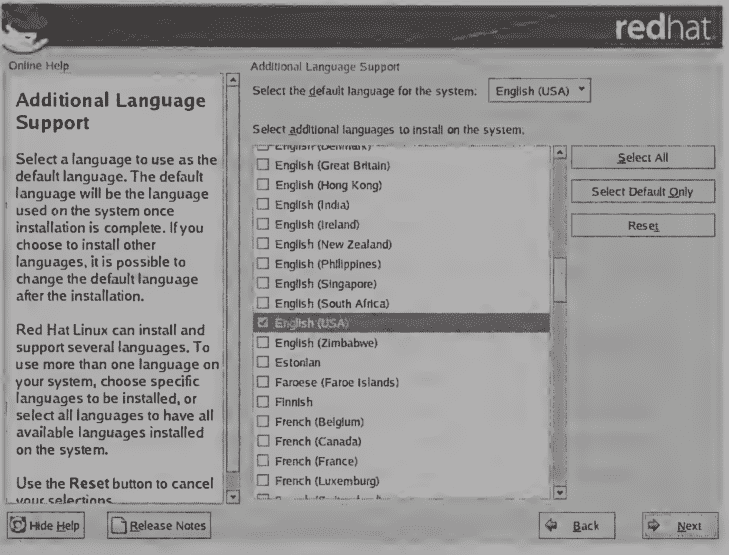 redhat
Online Help
Additional Language
Support
Select a language to use as the
default language. The default
language will be the language
used on the system once
installation is complete. If you
choose to install other
languages, it is possible to
change the default language
after the installation.
Red Hat Linux can install and
support several languages. To
use more than one language on
your system, choose specific
languages to be installed, or
select all languages to have all
available languages installed
on the system.
Use the Reset button to cancel
your selections
Additional Language Support
Select the default language for the system: English (USA)
Select additional languages to install on the system.
English (Denmark)
English (Great Britain)
English (Hong Kong)
English (India)
English (Ireland)
English (New Zealand)
English (Philippines)
English (Singapore)
English (South Africa)
English (USA)
English (Zimbabwe)
Estonian
Faroese (Faroe Islands)
Finnish
French (Belgium)
French (Canada)
French (France)
French (Luxemburg)
Select All
Select Default Only
Reset
Hide Help
Release Notes
Back
Next